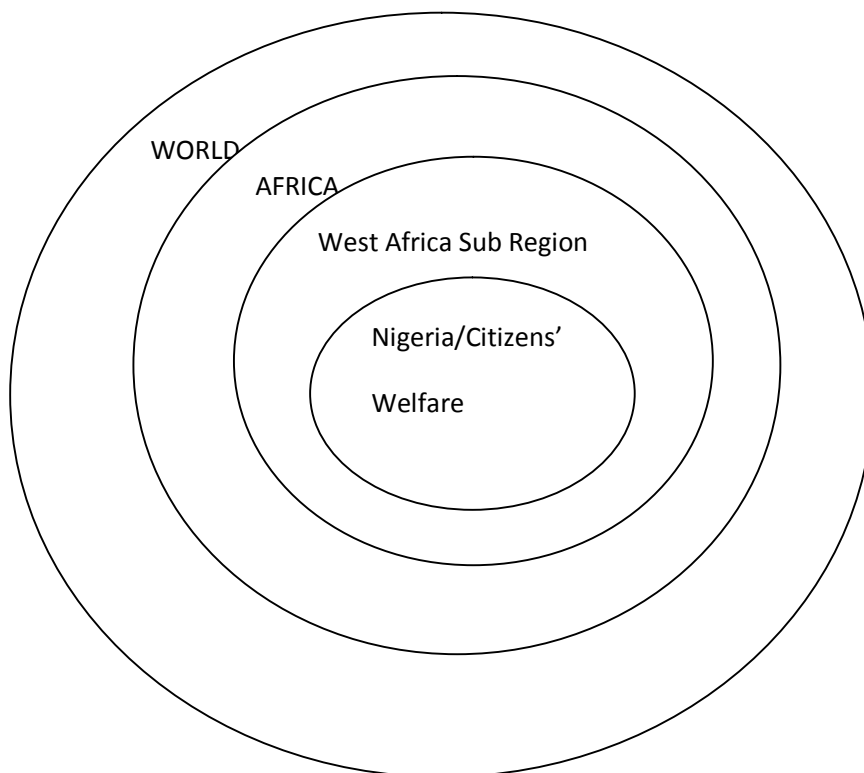 WORLD
AFRICA
West Africa Sub Region
Nigeria/Citizens’
Welfare